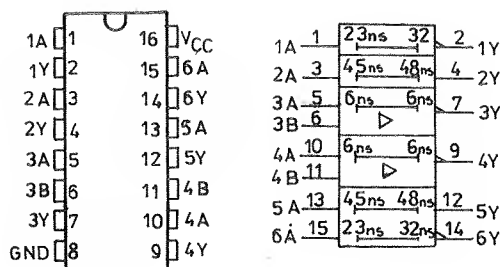 1A 1 16 VCC
1Y 2 15 6A
2A 3 14 6Y
2Y 4 13 5A
3A 5 12 5Y
3B 6 11 4B
3Y 7 10 4A
GND 8 9 4Y
1A 1 23ns 32 2 1Y
2A 3 45ns 48ns 4 2Y
3A 5 6ns 6ns 7 3Y
3B 6
4A 10 6ns 6ns 9 4Y
4B 11
5A 13 45ns 48ns 12 5Y
6A 15 23ns 32ns 14 6Y